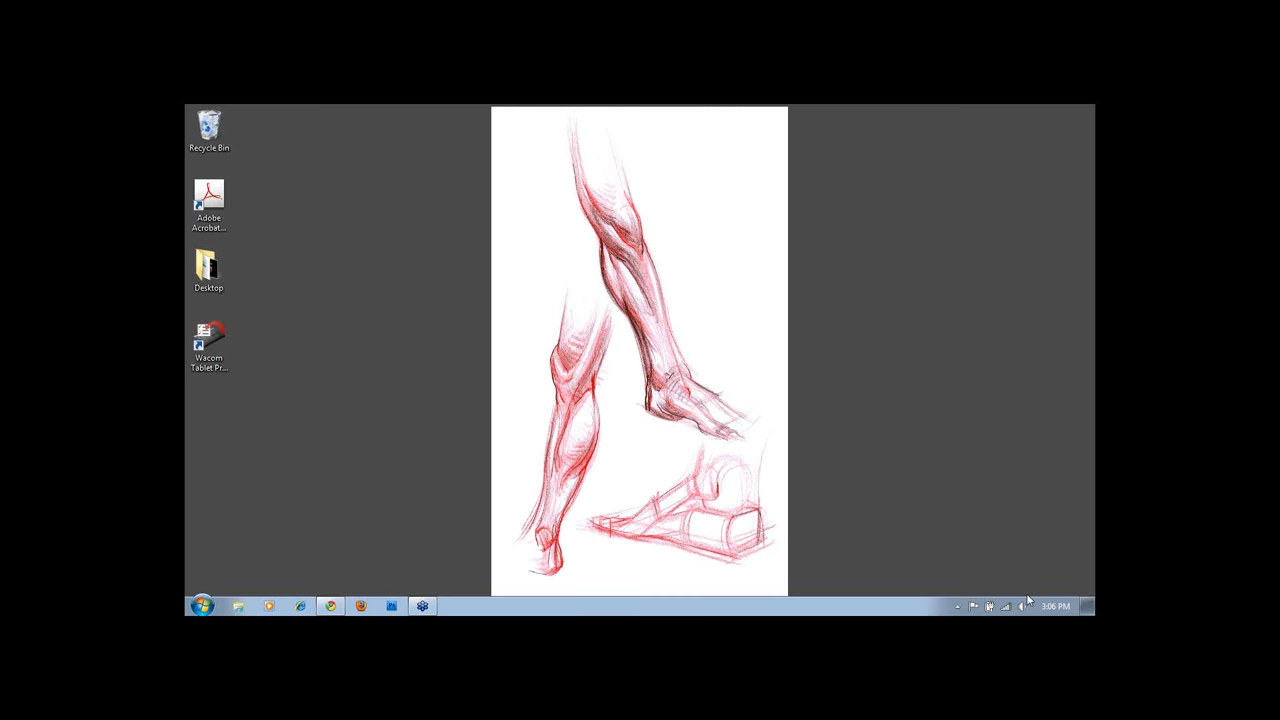 Recycle Bin
Adobe
Acrobat...
Desktop
Wacom
Tablet Pr...
3:06 PM